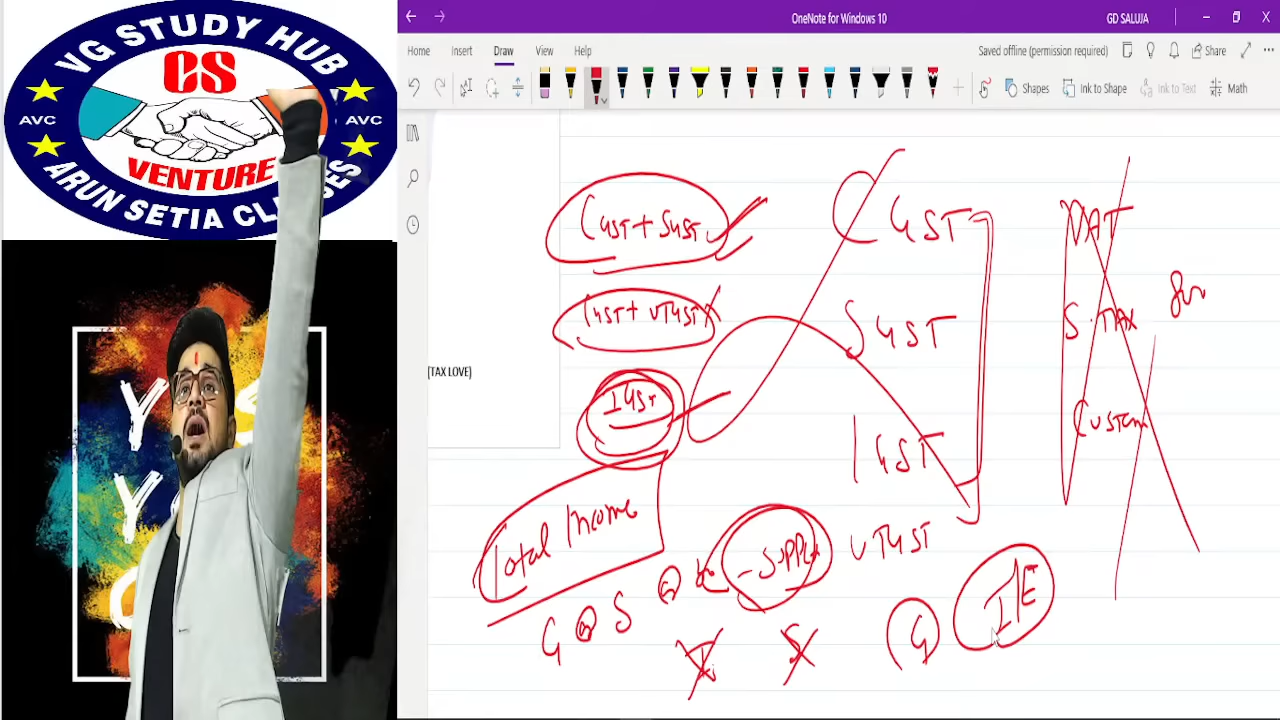 VG STUDY HUB
CS
AVC
AVC
VENTURE
ARUN SETIA CL
ES
Y
Y
OneNote for Windows 10
GD SALUJA
Home Insert Draw View Help
Saved offline (permission required)
Share
Shapes
Ink to Shape
Ink to Text
Math
(TAX LOVE)
CGST + SGST
CGST + UTGST
IGST
Total Income
CGST
SGST
IGST
UTGST
VAT
S. TAX
Custom
Supply
G or S
G
I/E